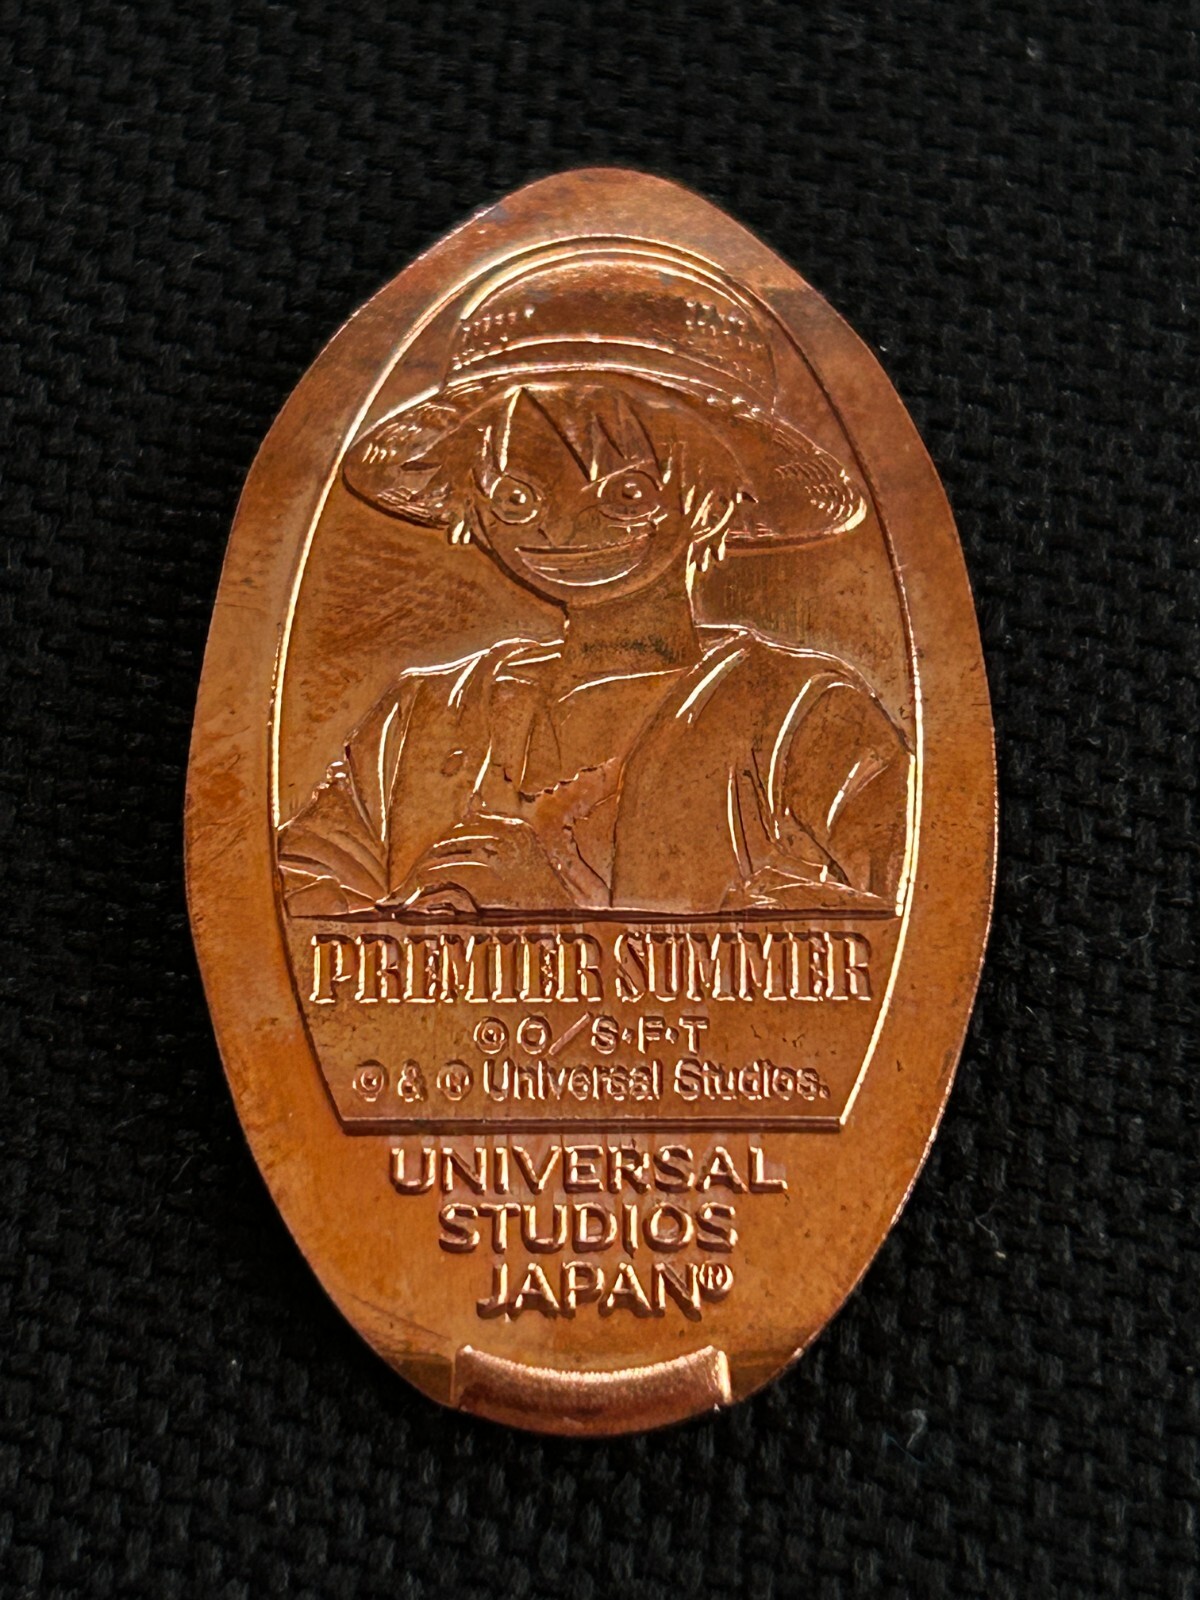 PREMIER SUMMER
©O/S·F·T
© & ® Universal Studios.
UNIVERSAL
STUDIOS
JAPAN®